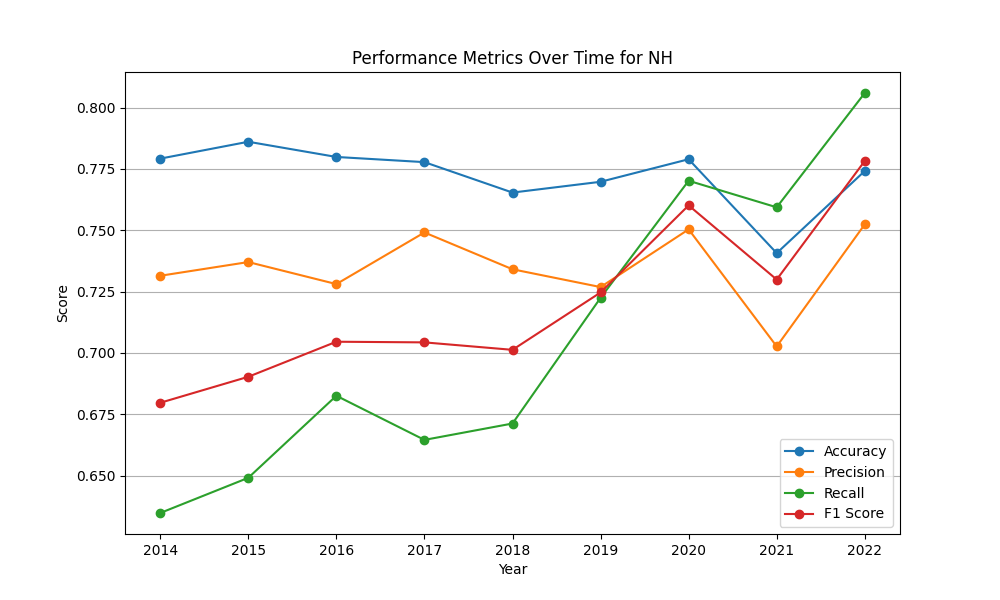 Performance Metrics Over Time for NH
0.800
0.775
0.750
0.725
0.700
0.675
0.650
Score
2014 2015 2016 2017 2018 2019 2020 2021 2022
Year
Accuracy
Precision
Recall
F1 Score